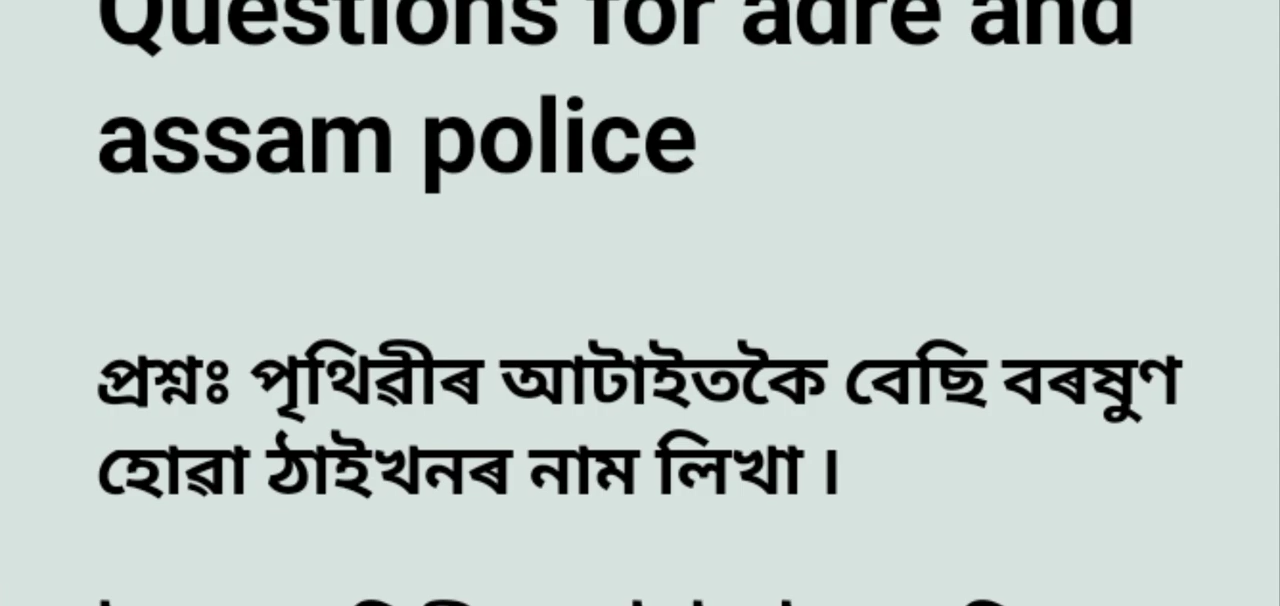 Questions for adre and
assam police
প্ৰশ্নঃ পৃথিৱীৰ আটাইতকৈ বেছি বৰষুণ
হোৱা ঠাইখনৰ নাম লিখা ।